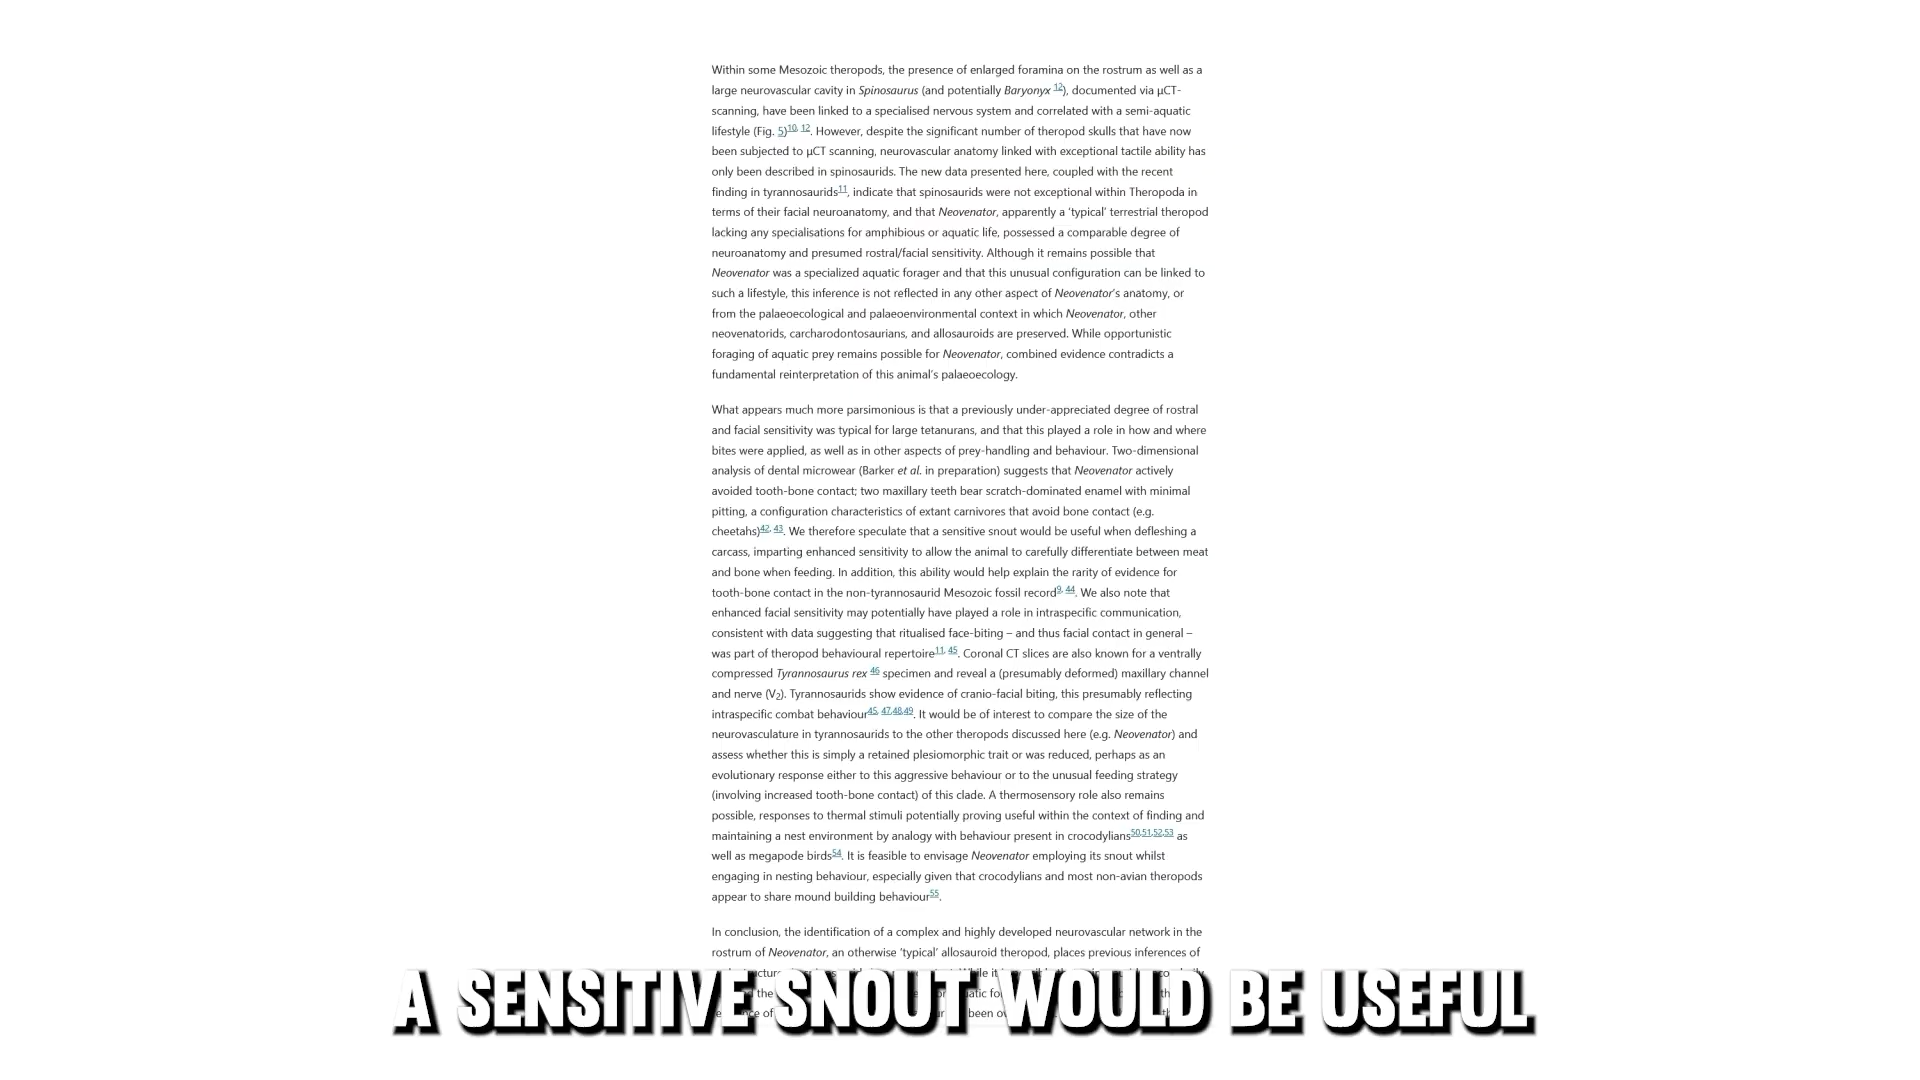 Within some Mesozoic theropods, the presence of enlarged foramina on the rostrum as well as a
large neurovascular cavity in Spinosaurus (and potentially Baryonyx 12), documented via µCT-
scanning, have been linked to a specialised nervous system and correlated with a semi-aquatic
lifestyle (Fig. 5)10, 12. However, despite the significant number of theropod skulls that have now
been subjected to µCT scanning, neurovascular anatomy linked with exceptional tactile ability has
only been described in spinosaurids. The new data presented here, coupled with the recent
finding in tyrannosaurids11, indicate that spinosaurids were not exceptional within Theropoda in
terms of their facial neuroanatomy, and that Neovenator, apparently a ‘typical’ terrestrial theropod
lacking any specialisations for amphibious or aquatic life, possessed a comparable degree of
neuroanatomy and presumed rostral/facial sensitivity. Although it remains possible that
Neovenator was a specialized aquatic forager and that this unusual configuration can be linked to
such a lifestyle, this inference is not reflected in any other aspect of Neovenator’s anatomy, or
from the palaeoecological and palaeoenvironmental context in which Neovenator, other
neovenatorids, carcharodontosaurians, and allosauroids are preserved. While opportunistic
foraging of aquatic prey remains possible for Neovenator, combined evidence contradicts a
fundamental reinterpretation of this animal’s palaeoecology.
What appears much more parsimonious is that a previously under-appreciated degree of rostral
and facial sensitivity was typical for large tetanurans, and that this played a role in how and where
bites were applied, as well as in other aspects of prey-handling and behaviour. Two-dimensional
analysis of dental microwear (Barker et al. in preparation) suggests that Neovenator actively
avoided tooth-bone contact; two maxillary teeth bear scratch-dominated enamel with minimal
pitting, a configuration characteristics of extant carnivores that avoid bone contact (e.g.
cheetahs)42, 43. We therefore speculate that a sensitive snout would be useful when defleshing a
carcass, imparting enhanced sensitivity to allow the animal to carefully differentiate between meat
and bone when feeding. In addition, this ability would help explain the rarity of evidence for
tooth-bone contact in the non-tyrannosaurid Mesozoic fossil record9, 44. We also note that
enhanced facial sensitivity may potentially have played a role in intraspecific communication,
consistent with data suggesting that ritualised face-biting – and thus facial contact in general –
was part of theropod behavioural repertoire11, 45. Coronal CT slices are also known for a ventrally
compressed Tyrannosaurus rex 46 specimen and reveal a (presumably deformed) maxillary channel
and nerve (V2). Tyrannosaurids show evidence of cranio-facial biting, this presumably reflecting
intraspecific combat behaviour45, 47,48,49. It would be of interest to compare the size of the
neurovasculature in tyrannosaurids to the other theropods discussed here (e.g. Neovenator) and
assess whether this is simply a retained plesiomorphic trait or was reduced, perhaps as an
evolutionary response either to this aggressive behaviour or to the unusual feeding strategy
(involving increased tooth-bone contact) of this clade. A thermosensory role also remains
possible, responses to thermal stimuli potentially proving useful within the context of finding and
maintaining a nest environment by analogy with behaviour present in crocodylians50,51,52,53 as
well as megapode birds54. It is feasible to envisage Neovenator employing its snout whilst
engaging in nesting behaviour, especially given that crocodylians and most non-avian theropods
appear to share mound building behaviour55.
In conclusion, the identification of a complex and highly developed neurovascular network in the
rostrum of Neovenator, an otherwise ‘typical’ allosauroid theropod, places previous inferences of
A SENSITIVE SNOUT WOULD BE USEFUL